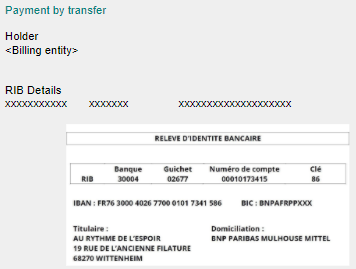 Payment by transfer
Holder
<Billing entity>
RIB Details
xxxxxxxxxxx xxxxxxx xxxxxxxxxxxxxxxxxxxx
RELEVE D'IDENTITE BANCAIRE
Banque Guichet Numéro de compte Clé
RIB 30004 02677 00010173415 86
IBAN : FR76 3000 4026 7700 0101 7341 586 BIC : BNPAFRPPXXX
Titulaire : Domiciliation :
AU RYTHME DE L'ESPOIR BNP PARIBAS MULHOUSE MITTEL
19 RUE DE L'ANCIENNE FILATURE
68270 WITTENHEIM